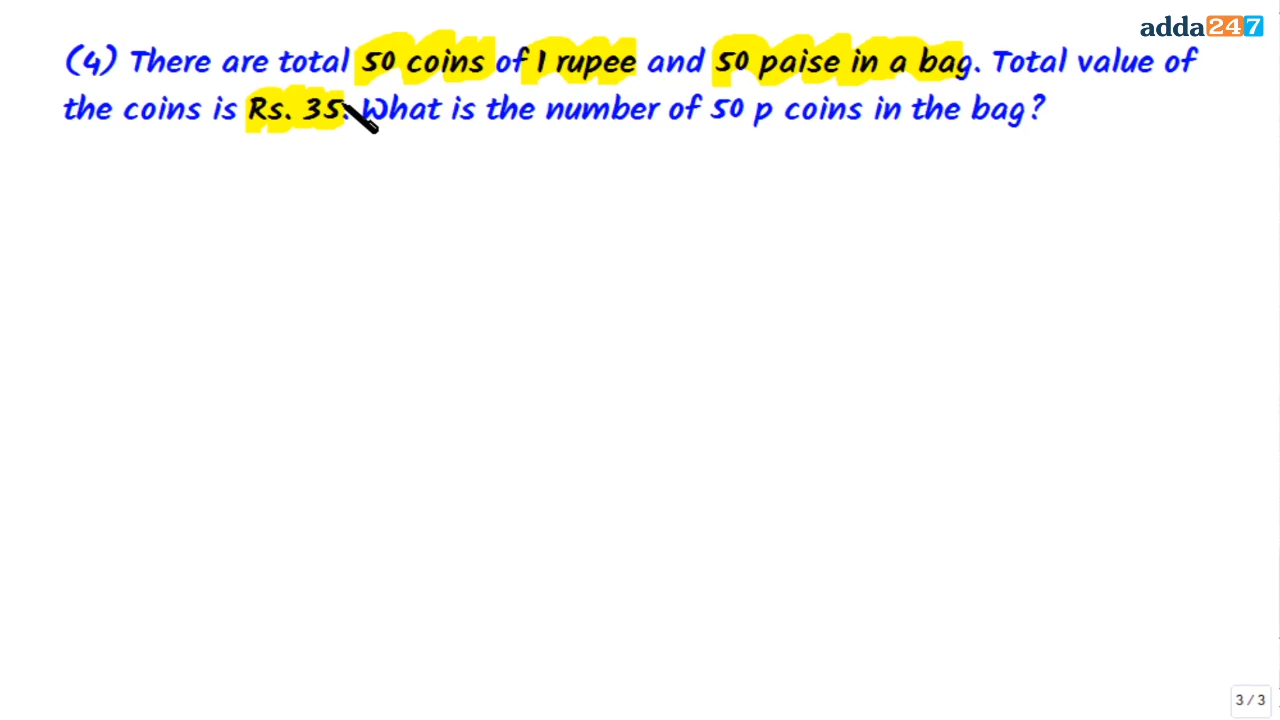 adda247
(4) There are total 50 coins of 1 rupee and 50 paise in a bag. Total value of
the coins is Rs. 35. What is the number of 50 p coins in the bag?
3 / 3